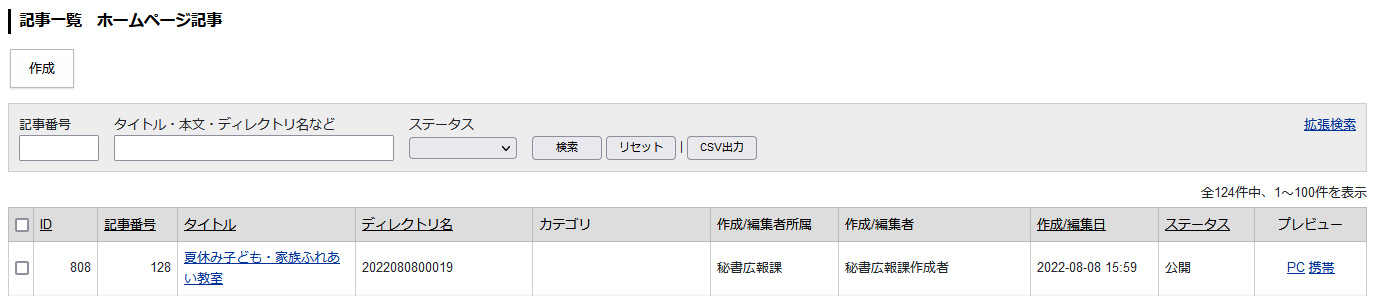 記事一覧　ホームページ記事
作成
記事番号 タイトル・本文・ディレクトリ名など ステータス 拡張検索
検索 リセット | CSV出力
全124件中、1～100件を表示
ID 記事番号 タイトル ディレクトリ名 カテゴリ 作成/編集者所属 作成/編集者 作成/編集日 ステータス プレビュー
808 128 夏休み子ども・家族ふれあ 2022080800019 秘書広報課 秘書広報課作成者 2022-08-08 15:59 公開 PC 携帯
い教室